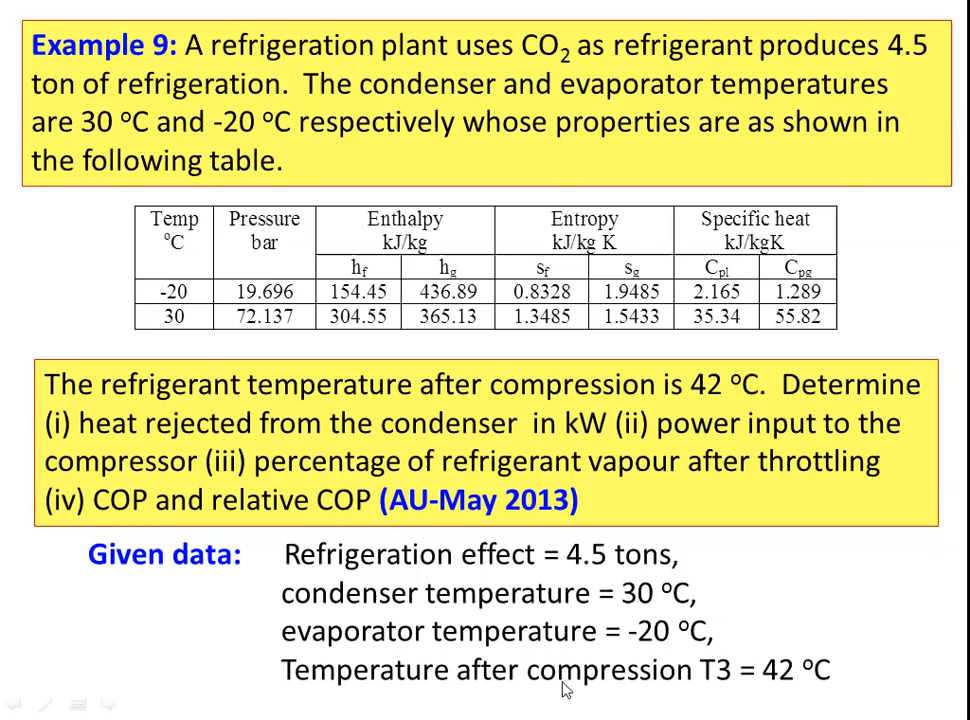 Example 9: A refrigeration plant uses CO2 as refrigerant produces 4.5
ton of refrigeration. The condenser and evaporator temperatures
are 30 oC and -20 oC respectively whose properties are as shown in
the following table.
Temp Pressure Enthalpy Entropy Specific heat
oC bar kJ/kg kJ/kg K kJ/kgK
hf hg sf sg Cpl Cpg
-20 19.696 154.45 436.89 0.8328 1.9485 2.165 1.289
30 72.137 304.55 365.13 1.3485 1.5433 35.34 55.82
The refrigerant temperature after compression is 42 oC. Determine
(i) heat rejected from the condenser in kW (ii) power input to the
compressor (iii) percentage of refrigerant vapour after throttling
(iv) COP and relative COP (AU-May 2013)
Given data: Refrigeration effect = 4.5 tons,
condenser temperature = 30 oC,
evaporator temperature = -20 oC,
Temperature after compression T3 = 42 oC